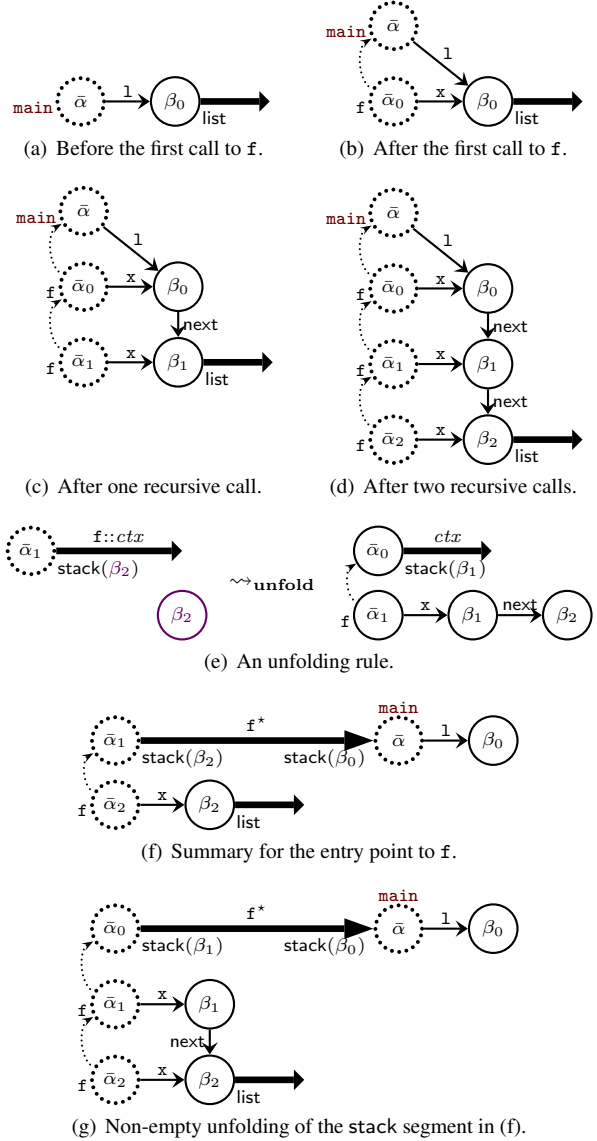 main ᾱ l β₀ list
(a) Before the first call to f.
main ᾱ l
f ᾱ₀ x β₀ list
(b) After the first call to f.
main ᾱ l
f ᾱ₀ x β₀
next
f ᾱ₁ x β₁ list
(c) After one recursive call.
main ᾱ l
f ᾱ₀ x β₀
next
f ᾱ₁ x β₁
next
f ᾱ₂ x β₂ list
(d) After two recursive calls.
f::ctx
ᾱ₁
stack(β₂)
β₂
⇝unfold
ctx
ᾱ₀
stack(β₁)
f ᾱ₁ x β₁ next β₂
(e) An unfolding rule.
f⋆ main
ᾱ₁ ᾱ l β₀
stack(β₂) stack(β₀)
f ᾱ₂ x β₂ list
(f) Summary for the entry point to f.
f⋆ main
ᾱ₀ ᾱ l β₀
stack(β₁) stack(β₀)
f ᾱ₁ x β₁
next
f ᾱ₂ x β₂ list
(g) Non-empty unfolding of the stack segment in (f).